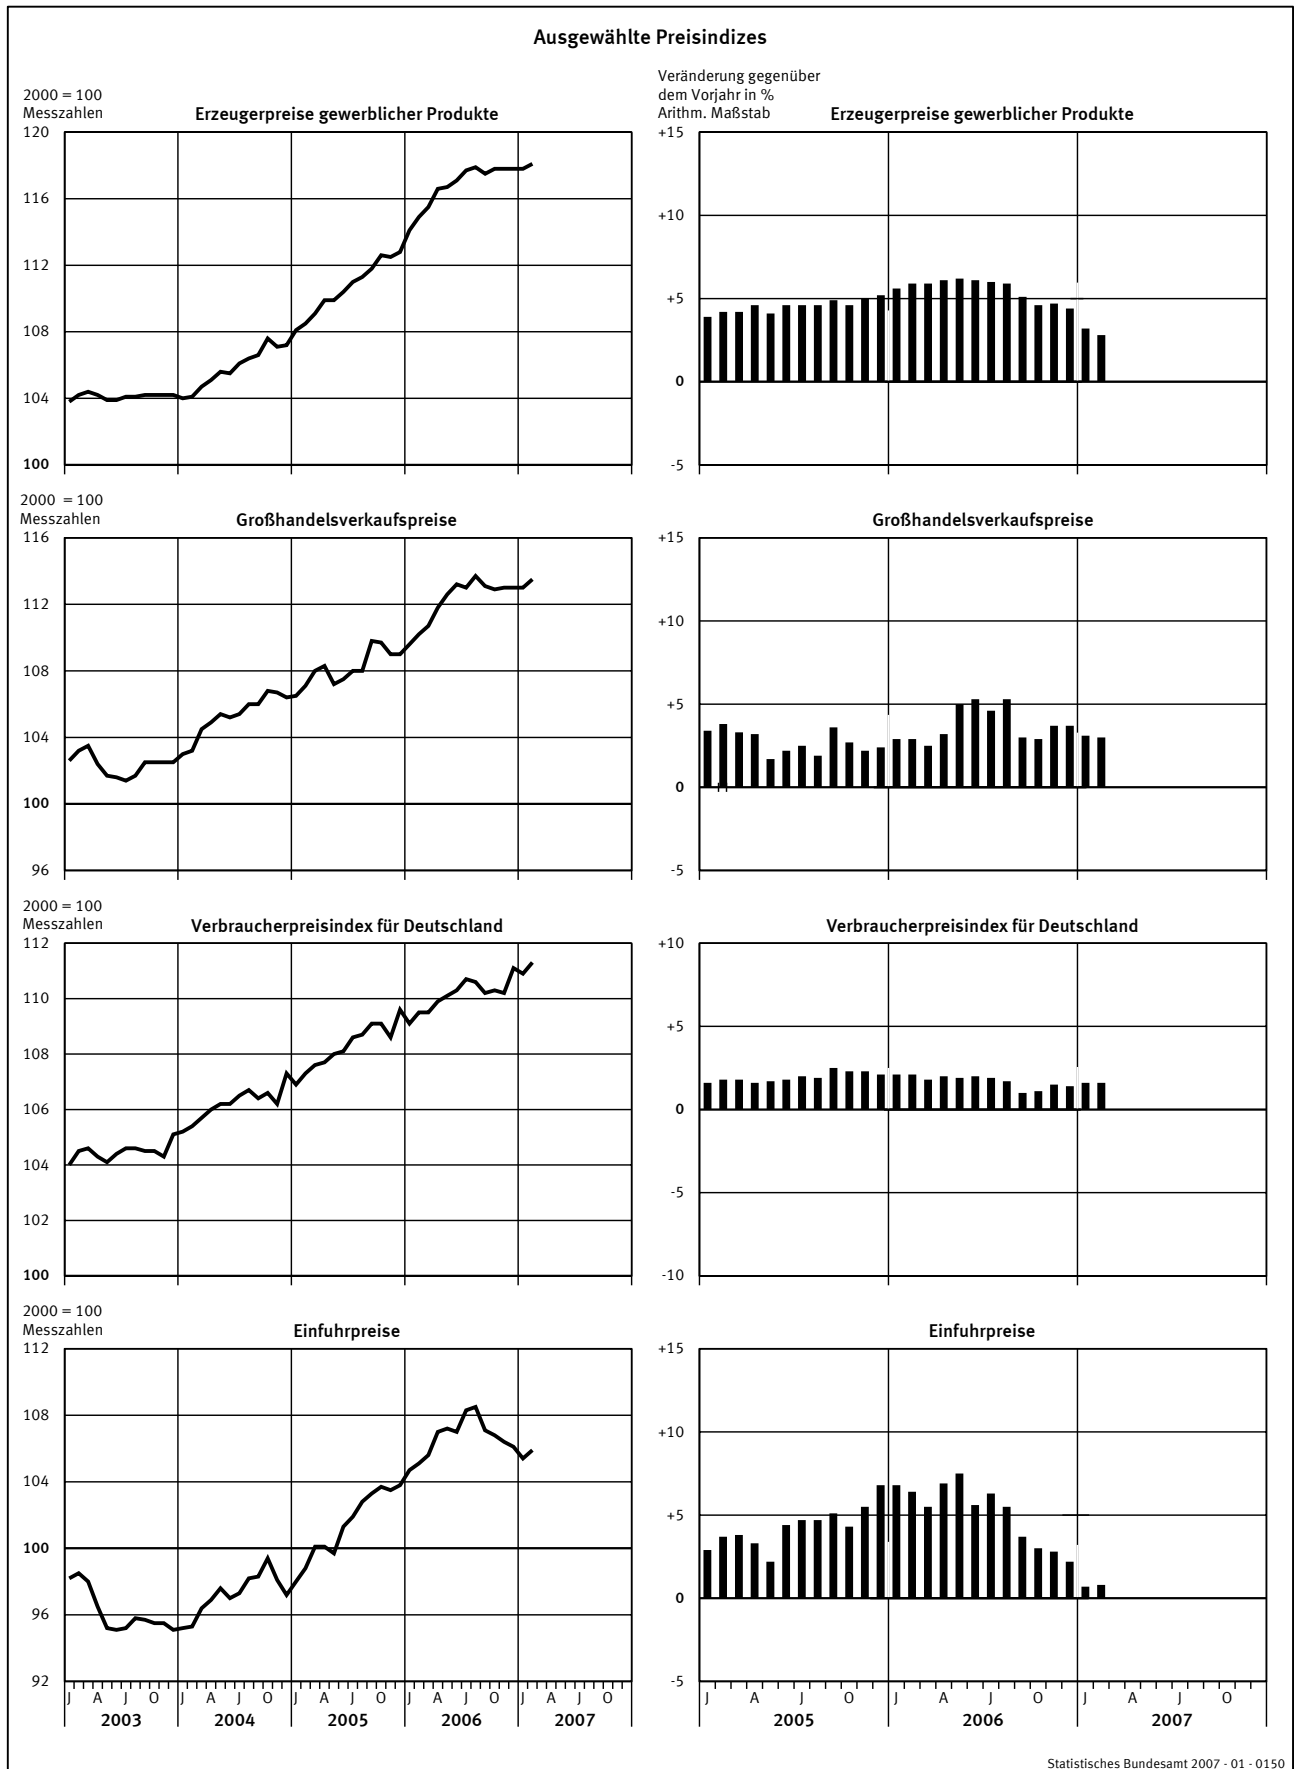 Ausgewählte Preisindizes
2000 = 100
Messzahlen
Erzeugerpreise gewerblicher Produkte
120
116
112
108
104
100
Veränderung gegenüber
dem Vorjahr in %
Arithm. Maßstab
Erzeugerpreise gewerblicher Produkte
+15
+10
+5
0
-5
2000 = 100
Messzahlen
Großhandelsverkaufspreise
116
112
108
104
100
96
Großhandelsverkaufspreise
+15
+10
+5
0
-5
2000 = 100
Messzahlen
Verbraucherpreisindex für Deutschland
112
110
108
106
104
102
100
Verbraucherpreisindex für Deutschland
+10
+5
0
-5
-10
2000 = 100
Messzahlen
Einfuhrpreise
112
108
104
100
96
92
J A J O J A J O J A J O J A J O J A J O
2003 2004 2005 2006 2007
Einfuhrpreise
+15
+10
+5
0
-5
J A J O J A J O J A J O
2005 2006 2007
Statistisches Bundesamt 2007 - 01 - 0150